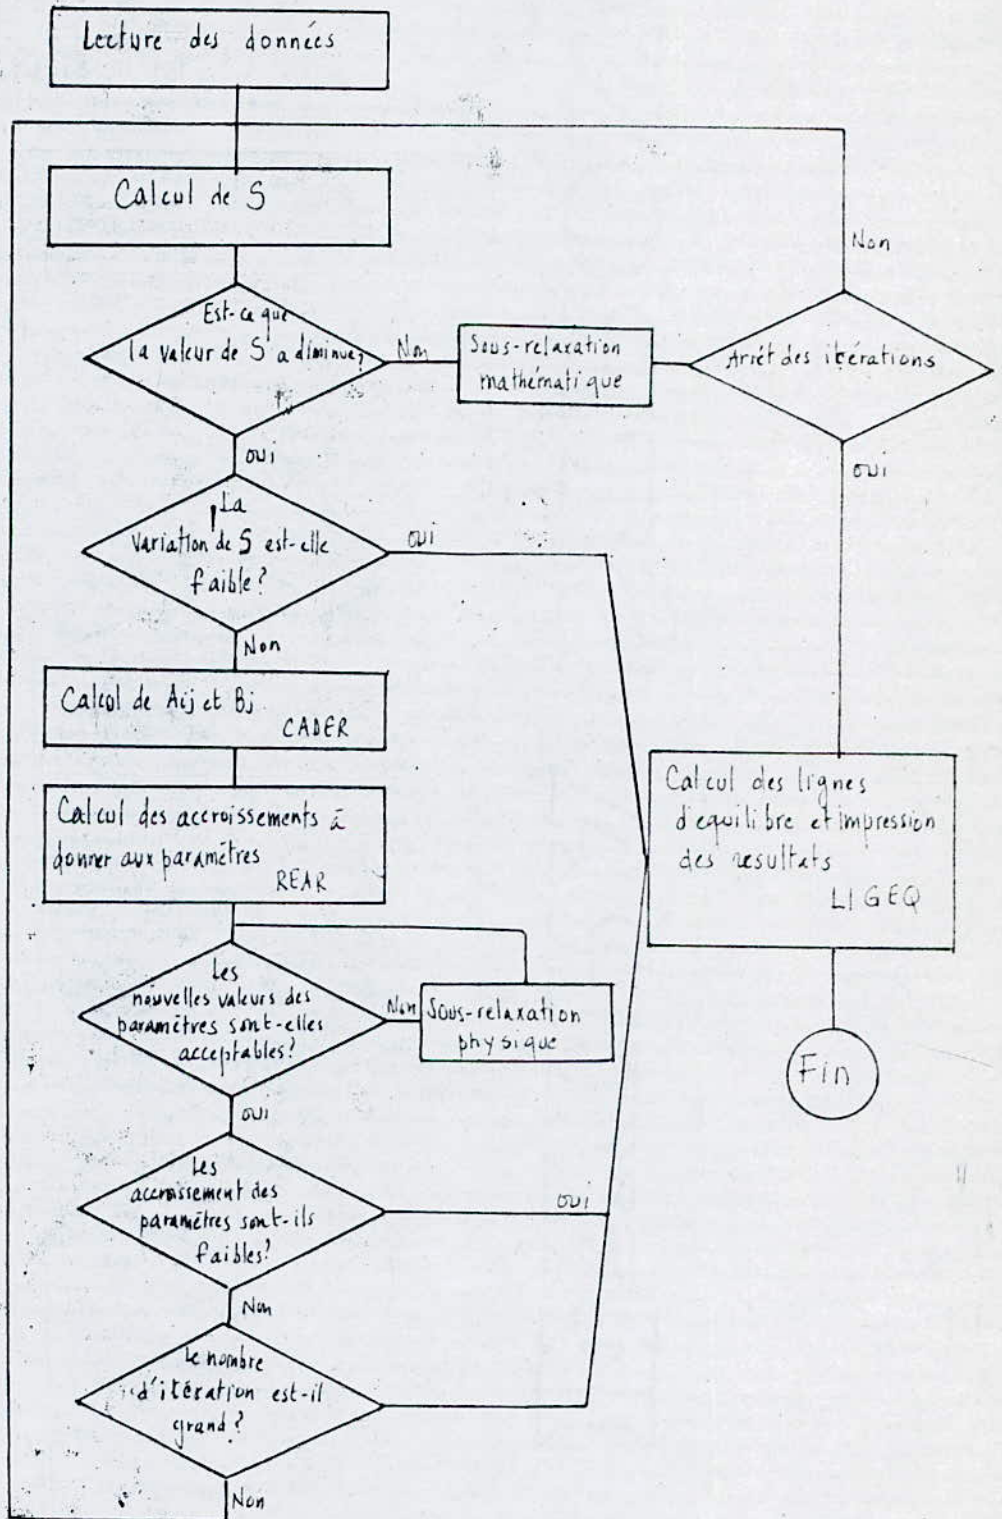 Lecture des données
Calcul de S
Non
Est-ce que
la valeur de S a diminué?
Non
Sous-relaxation
mathématique
Arrêt des itérations
oui
oui
La
variation de S est-elle
faible?
oui
Non
Calcul de Aij et Bj
CADER
Calcul des accroissements à
donner aux paramètres
REAR
Calcul des lignes
d'equilibre et impression
des resultats
LIGEQ
Les
nouvelles valeurs des
paramètres sont-elles
acceptables?
Non
Sous-relaxation
physique
Fin
oui
Les
accroissement des
paramètres sont-ils
faibles?
oui
Non
Le nombre
d'itération est-il
grand?
Non